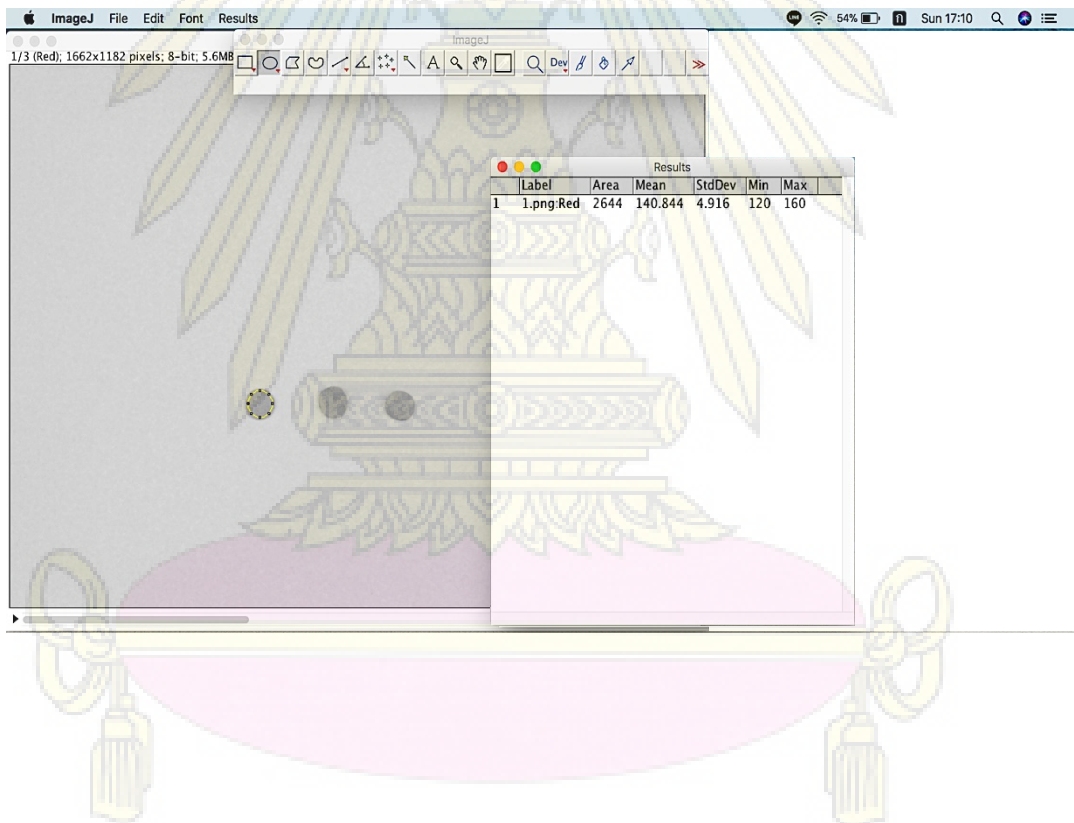 ImageJ File Edit Font Results 54% ก Sun 17:10
ImageJ
1/3 (Red); 1662x1182 pixels; 8-bit; 5.6MB
A Dev
Results
Label Area Mean StdDev Min Max
1 1.png:Red 2644 140.844 4.916 120 160